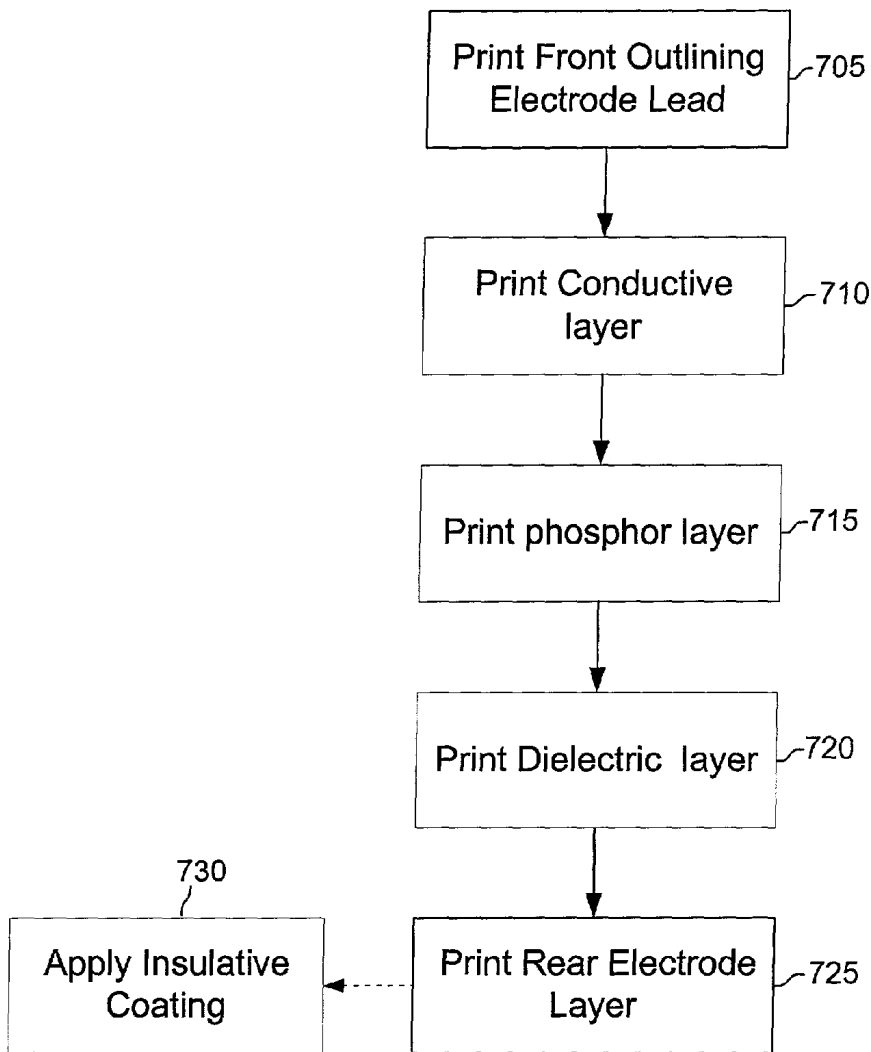 Print Front Outlining
Electrode Lead
705
Print Conductive
layer
710
Print phosphor layer
715
Print Dielectric layer
720
730
Apply Insulative
Coating
Print Rear Electrode
Layer
725